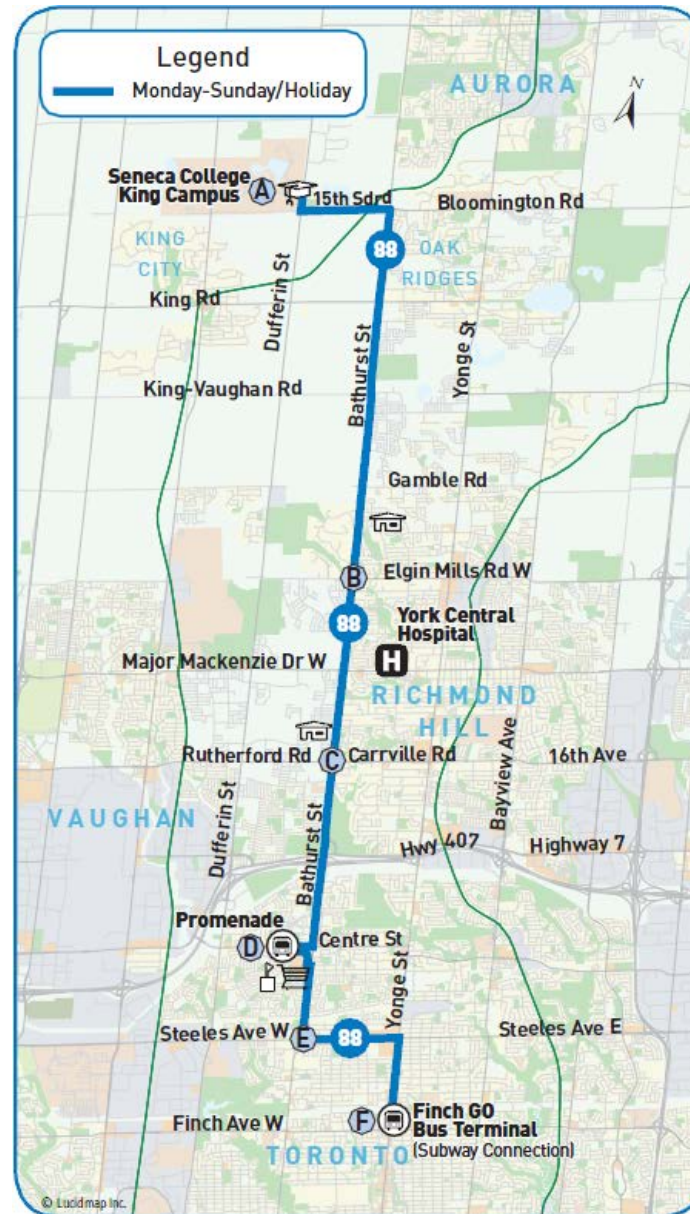 Legend
Monday-Sunday/Holiday
AURORA
N
Seneca College
King Campus
A
15th Sdrd
Bloomington Rd
KING
CITY
88
OAK
RIDGES
King Rd
Dufferin St
Bathurst St
Yonge St
King-Vaughan Rd
Gamble Rd
B
Elgin Mills Rd W
88
York Central
Hospital
H
Major Mackenzie Dr W
RICHMOND
HILL
Rutherford Rd
C
Carrville Rd
16th Ave
Bayview Ave
VAUGHAN
Dufferin St
Bathurst St
Hwy 407
Highway 7
Promenade
D
Centre St
Yonge St
Steeles Ave W
E
88
Steeles Ave E
Finch Ave W
F
Finch GO
Bus Terminal
(Subway Connection)
TORONTO
© Lucidmap Inc.